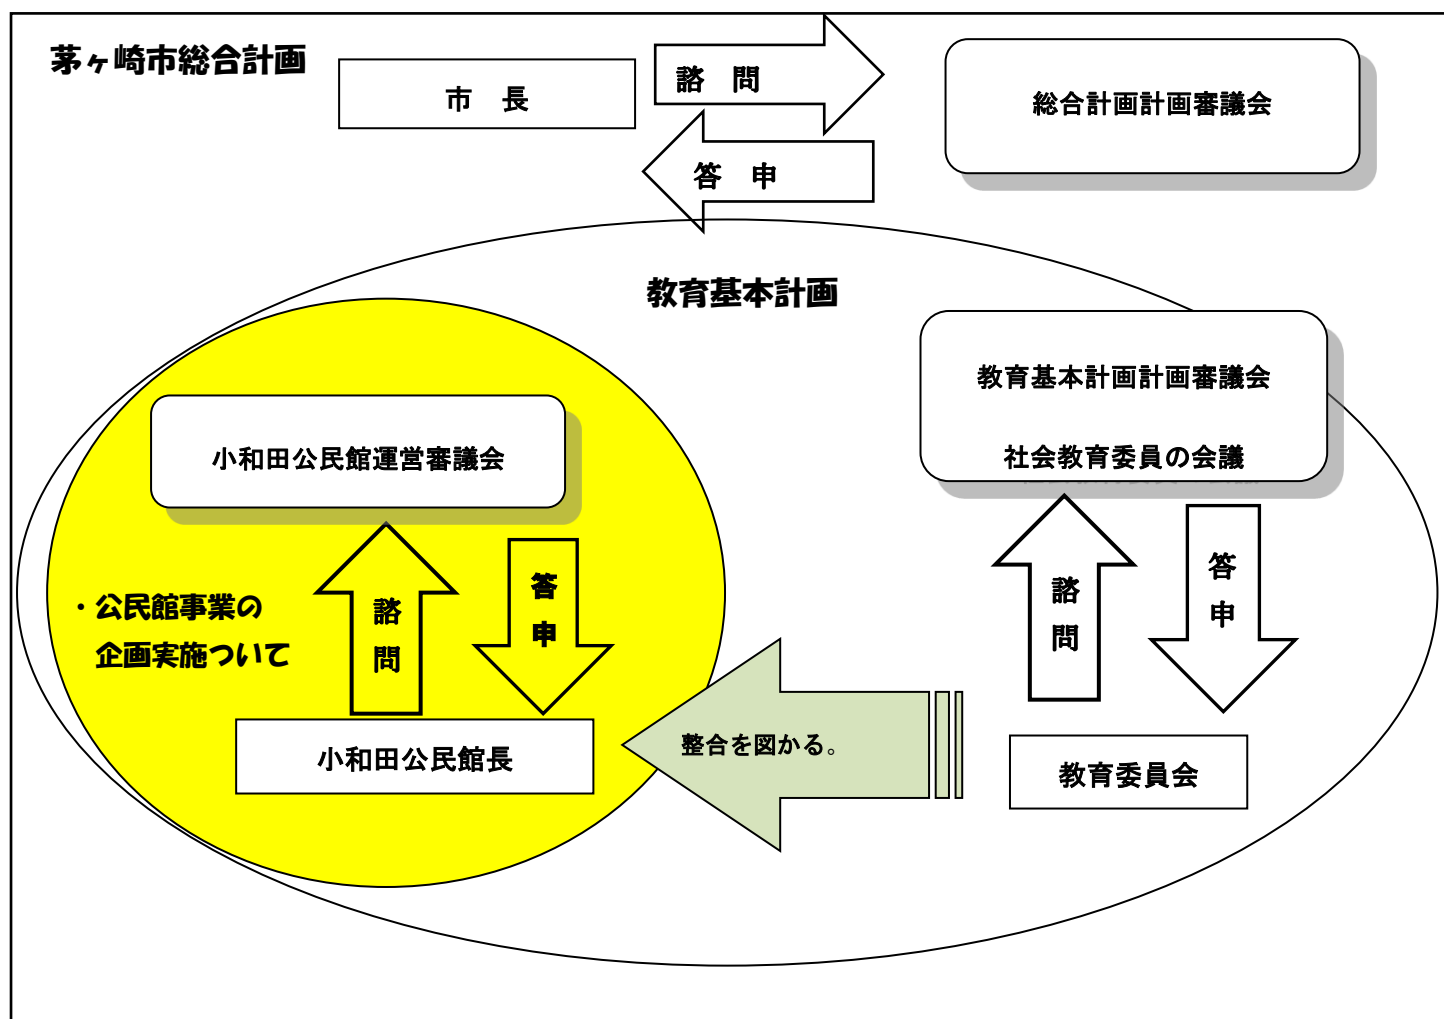 茅ヶ崎市総合計画
市　長
諮　問
総合計画計画審議会
答　申
教育基本計画
教育基本計画計画審議会
社会教育委員の会議
小和田公民館運営審議会
諮問
答申
・公民館事業の
企画実施ついて
小和田公民館長
整合を図かる。
諮問
答申
教育委員会